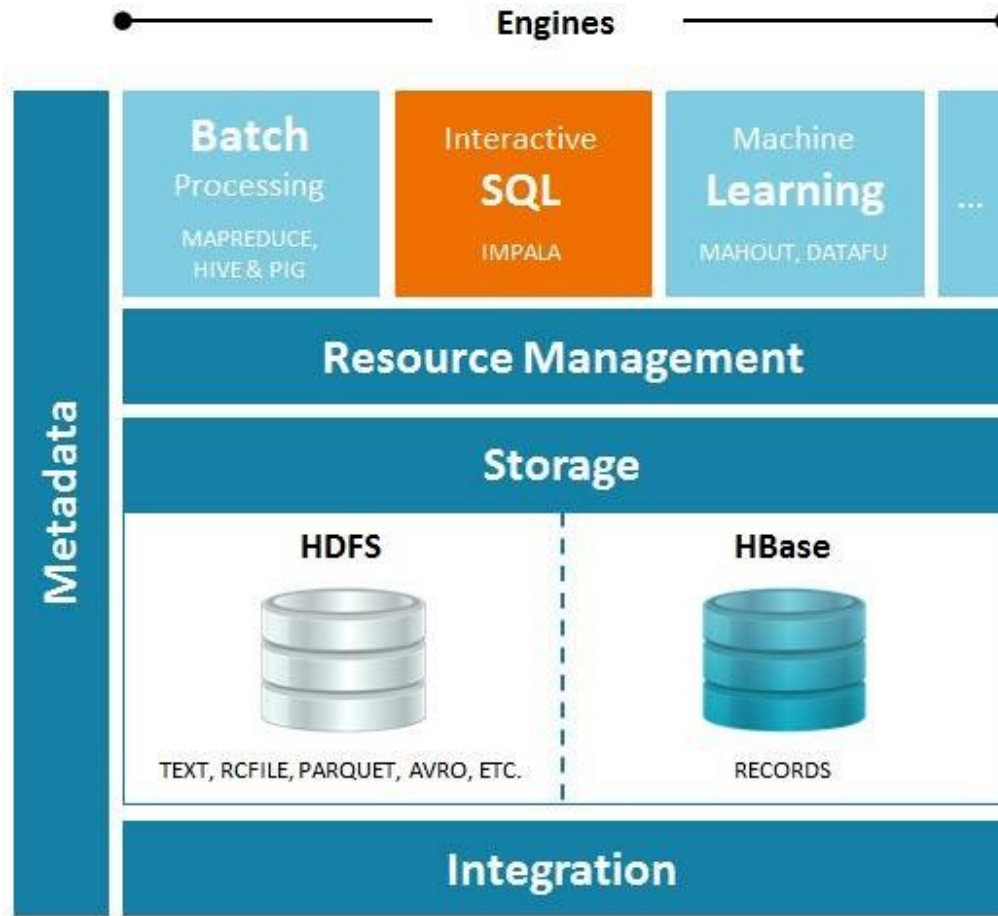 Engines
Metadata
Batch
Processing
MAPREDUCE,
HIVE & PIG
Interactive
SQL
IMPALA
Machine
Learning
MAHOUT, DATAFU
...
Resource Management
Storage
HDFS
TEXT, RCFILE, PARQUET, AVRO, ETC.
HBase
RECORDS
Integration